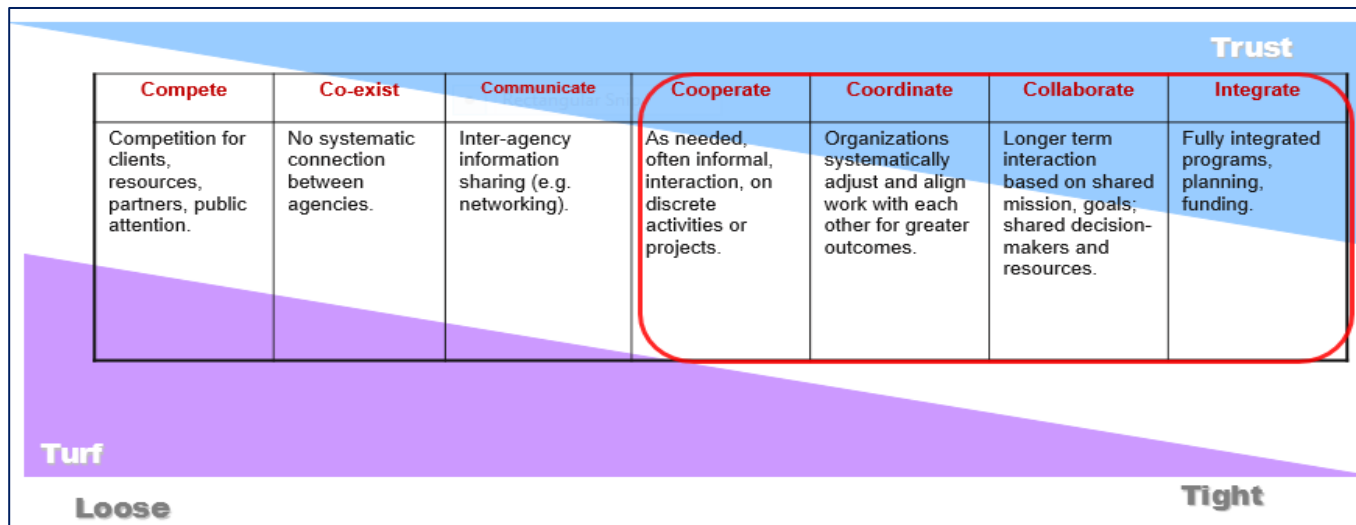 Trust
Compete
Co-exist
Communicate
Cooperate
Coordinate
Collaborate
Integrate
Competition for
clients,
resources,
partners, public
attention.
No systematic
connection
between
agencies.
Inter-agency
information
sharing (e.g.
networking).
As needed,
often informal,
interaction, on
discrete
activities or
projects.
Organizations
systematically
adjust and align
work with each
other for greater
outcomes.
Longer term
interaction
based on shared
mission, goals;
shared decision-
makers and
resources.
Fully integrated
programs,
planning,
funding.
Turf
Loose
Tight